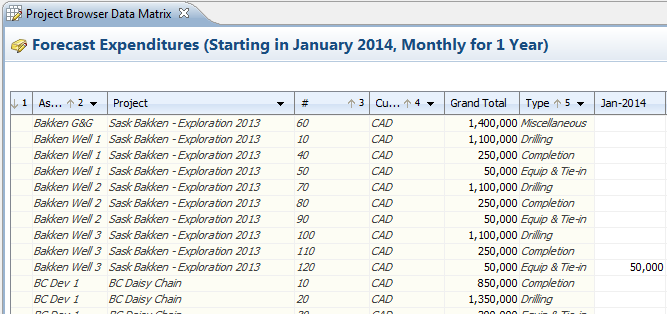 Project Browser Data Matrix
Forecast Expenditures (Starting in January 2014, Monthly for 1 Year)
↓ 1 As... ↑ 2 Project # ↑ 3 Cu... ↑ 4 Grand Total Type ↑ 5 Jan-2014
Bakken G&G Sask Bakken - Exploration 2013 60 CAD 1,400,000 Miscellaneous
Bakken Well 1 Sask Bakken - Exploration 2013 10 CAD 1,100,000 Drilling
Bakken Well 1 Sask Bakken - Exploration 2013 40 CAD 250,000 Completion
Bakken Well 1 Sask Bakken - Exploration 2013 50 CAD 50,000 Equip & Tie-in
Bakken Well 2 Sask Bakken - Exploration 2013 70 CAD 1,100,000 Drilling
Bakken Well 2 Sask Bakken - Exploration 2013 80 CAD 250,000 Completion
Bakken Well 2 Sask Bakken - Exploration 2013 90 CAD 50,000 Equip & Tie-in
Bakken Well 3 Sask Bakken - Exploration 2013 100 CAD 1,100,000 Drilling
Bakken Well 3 Sask Bakken - Exploration 2013 110 CAD 250,000 Completion
Bakken Well 3 Sask Bakken - Exploration 2013 120 CAD 50,000 Equip & Tie-in 50,000
BC Dev 1 BC Daisy Chain 10 CAD 850,000 Completion
BC Dev 1 BC Daisy Chain 20 CAD 1,350,000 Drilling